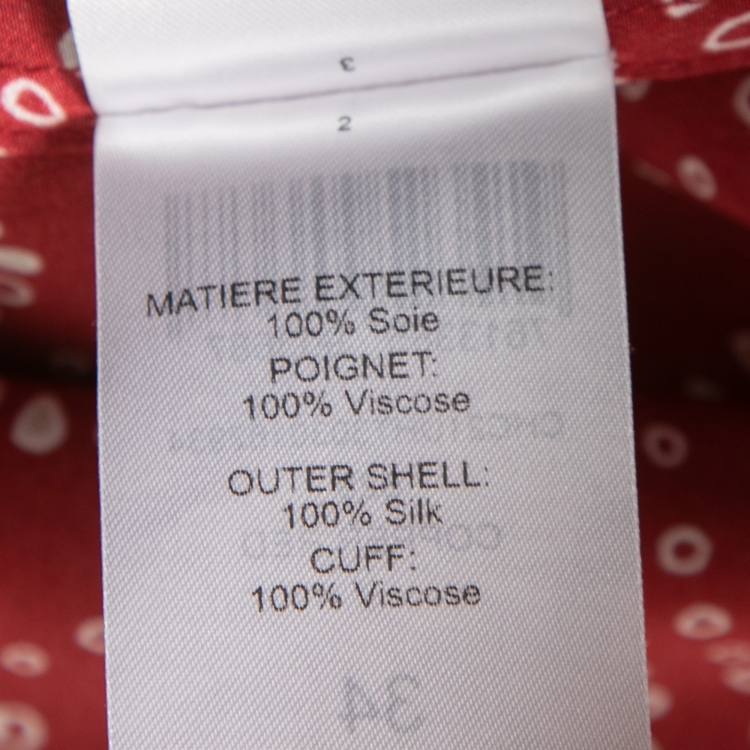 3
2
MATIERE EXTERIEURE:
100% Soie
POIGNET:
100% Viscose
OUTER SHELL:
100% Silk
CUFF:
100% Viscose
34